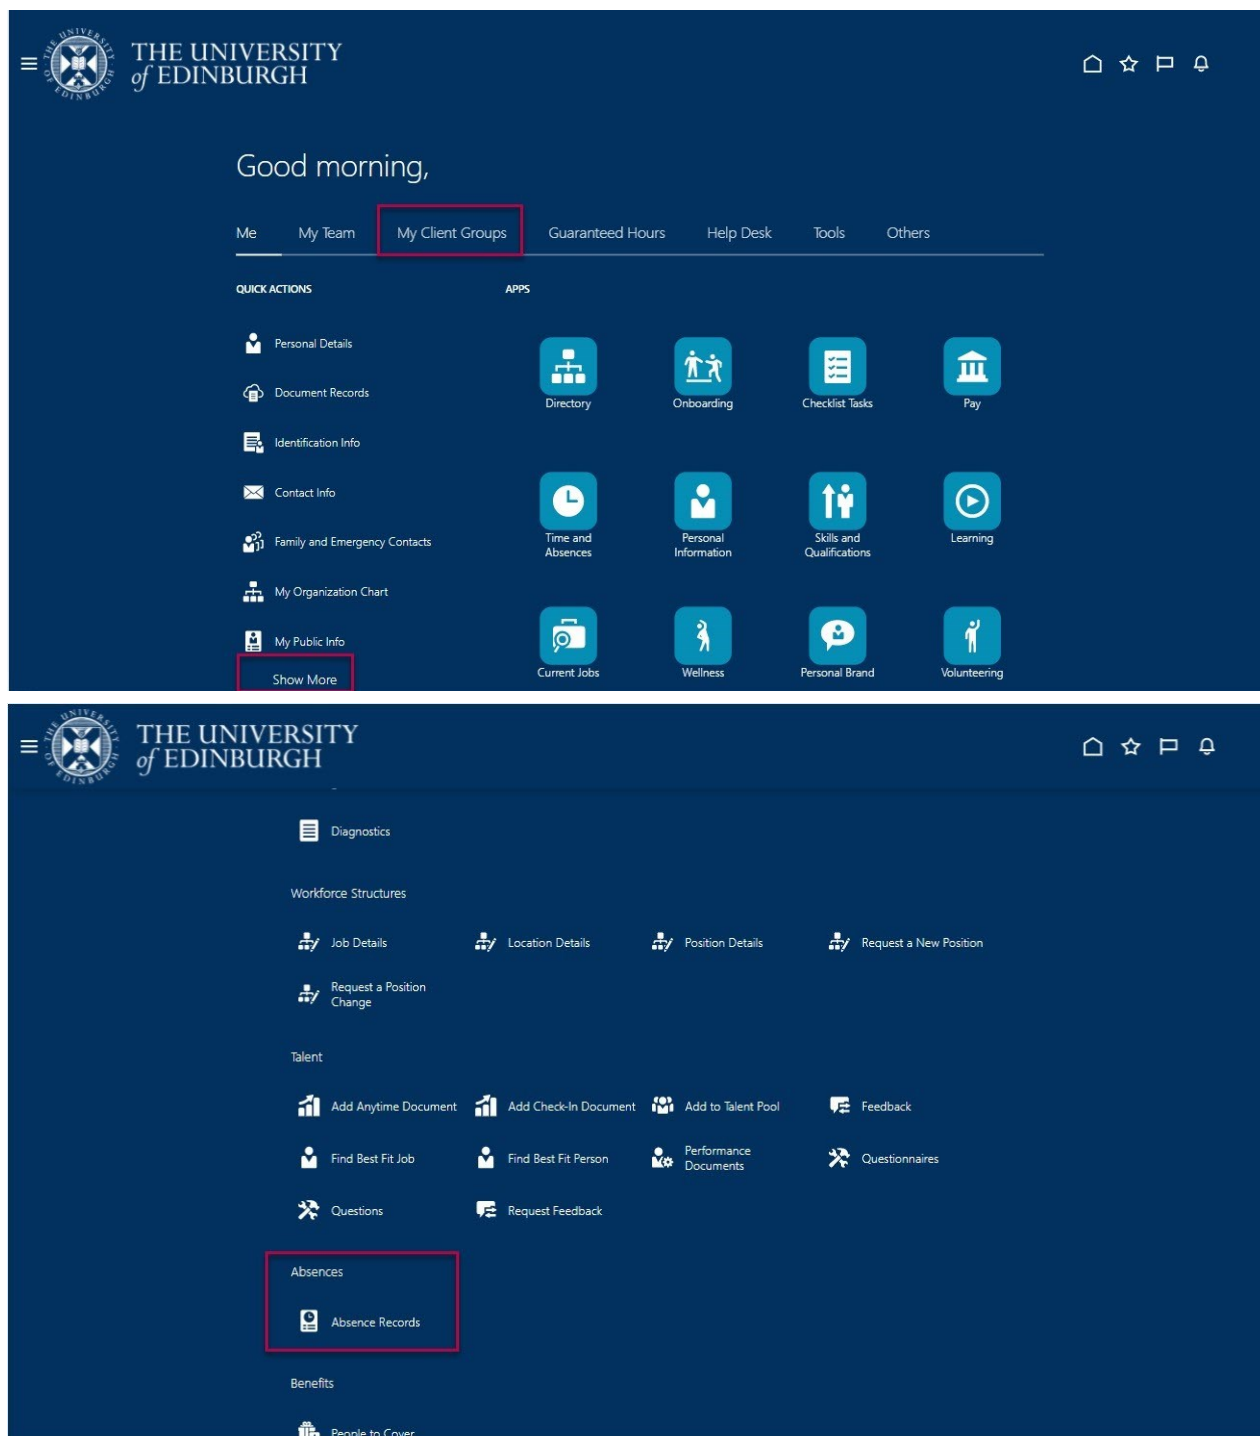 THE UNIVERSITY
of EDINBURGH
Good morning,
Me My Team My Client Groups Guaranteed Hours Help Desk Tools Others
QUICK ACTIONS APPS
Personal Details
Document Records
Identification Info
Contact Info
Family and Emergency Contacts
My Organization Chart
My Public Info
Show More
Directory Onboarding Checklist Tasks Pay
Time and Absences Personal Information Skills and Qualifications Learning
Current Jobs Wellness Personal Brand Volunteering
THE UNIVERSITY
of EDINBURGH
Diagnostics
Workforce Structures
Job Details Location Details Position Details Request a New Position
Request a Position
Change
Talent
Add Anytime Document Add Check-In Document Add to Talent Pool Feedback
Find Best Fit Job Find Best Fit Person Performance Documents Questionnaires
Questions Request Feedback
Absences
Absence Records
Benefits
People to Cover